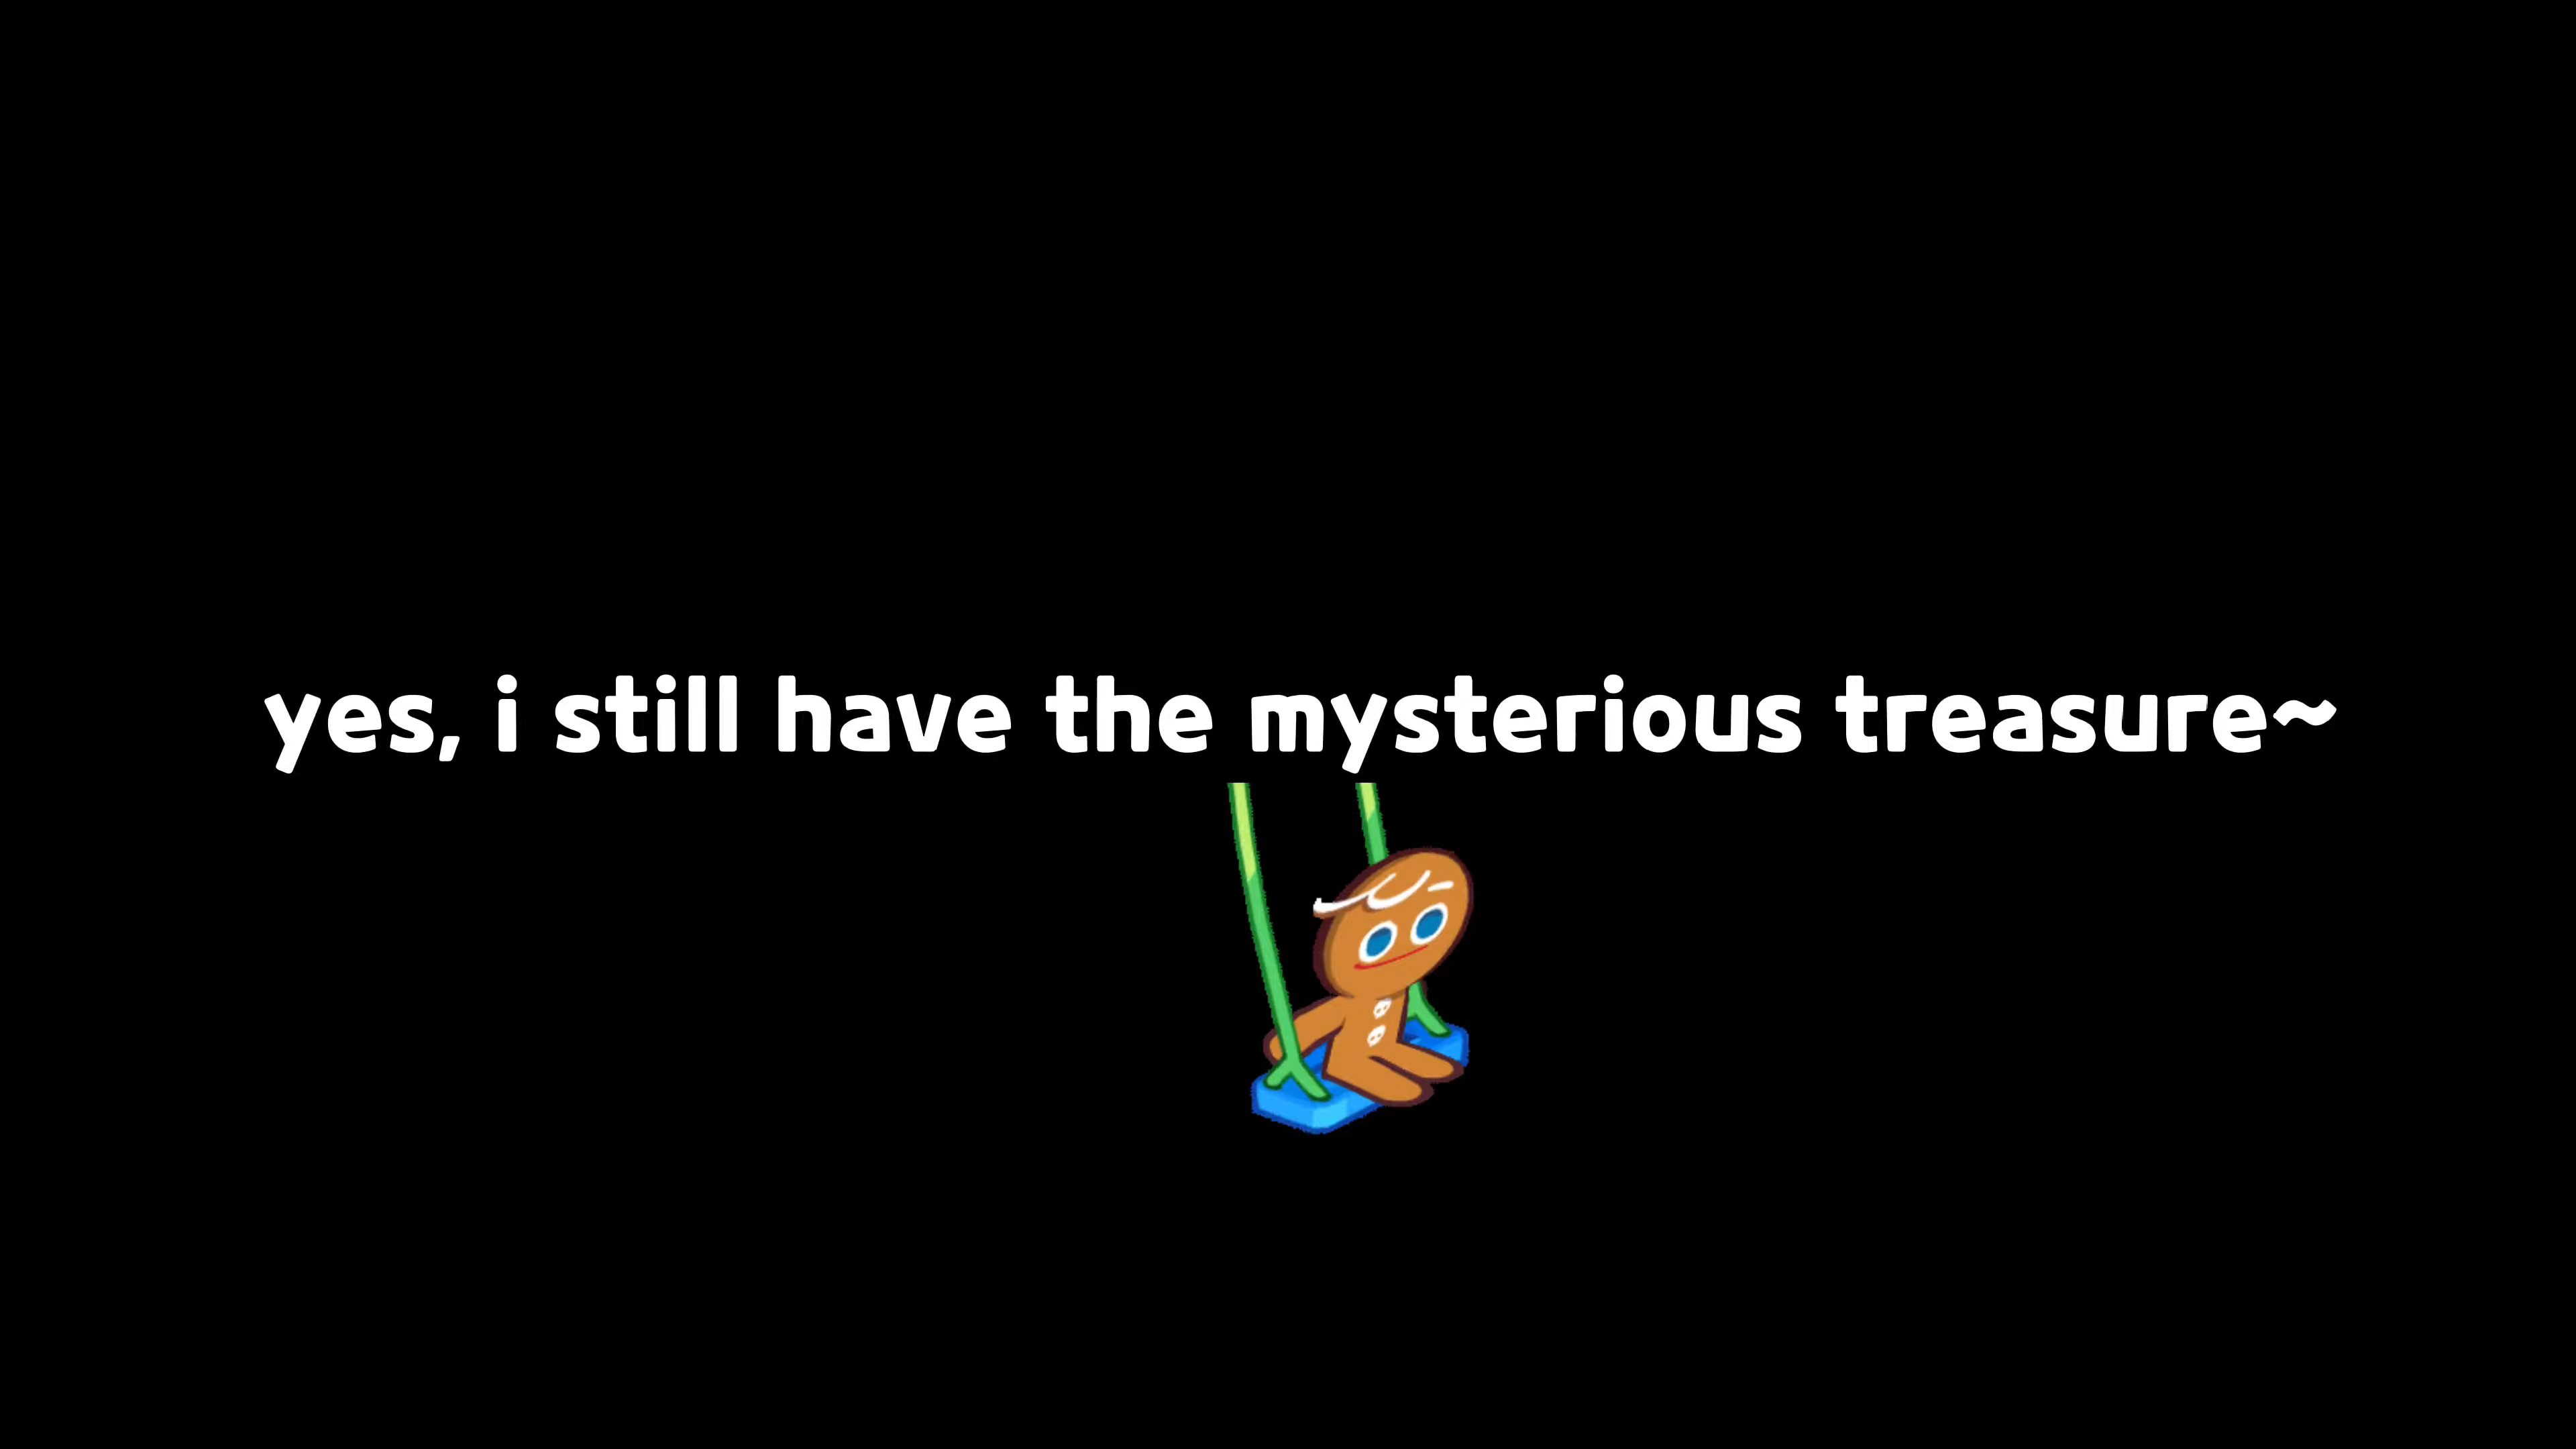 yes, i still have the mysterious treasure~